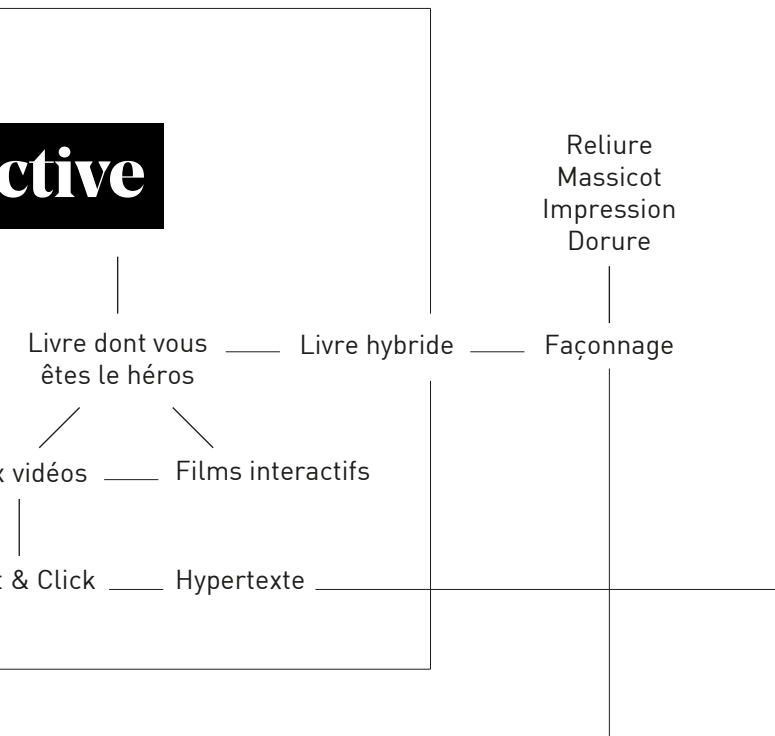 ctive
Reliure
Massicot
Impression
Dorure
Livre dont vous
êtes le héros
Livre hybride
Façonnage
x vidéos
Films interactifs
t & Click
Hypertexte